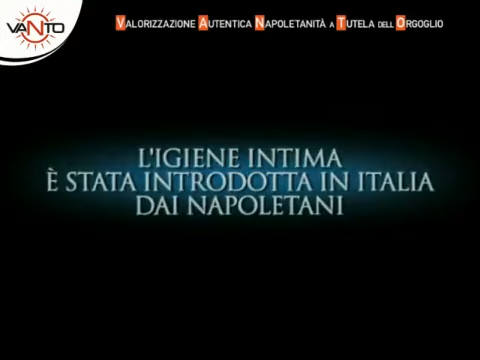 VANTO
VALORIZZAZIONE AUTENTICA NAPOLETANITÀ A TUTELA DELL'ORGOGLIO
L'IGIENE INTIMA
È STATA INTRODOTTA IN ITALIA
DAI NAPOLETANI